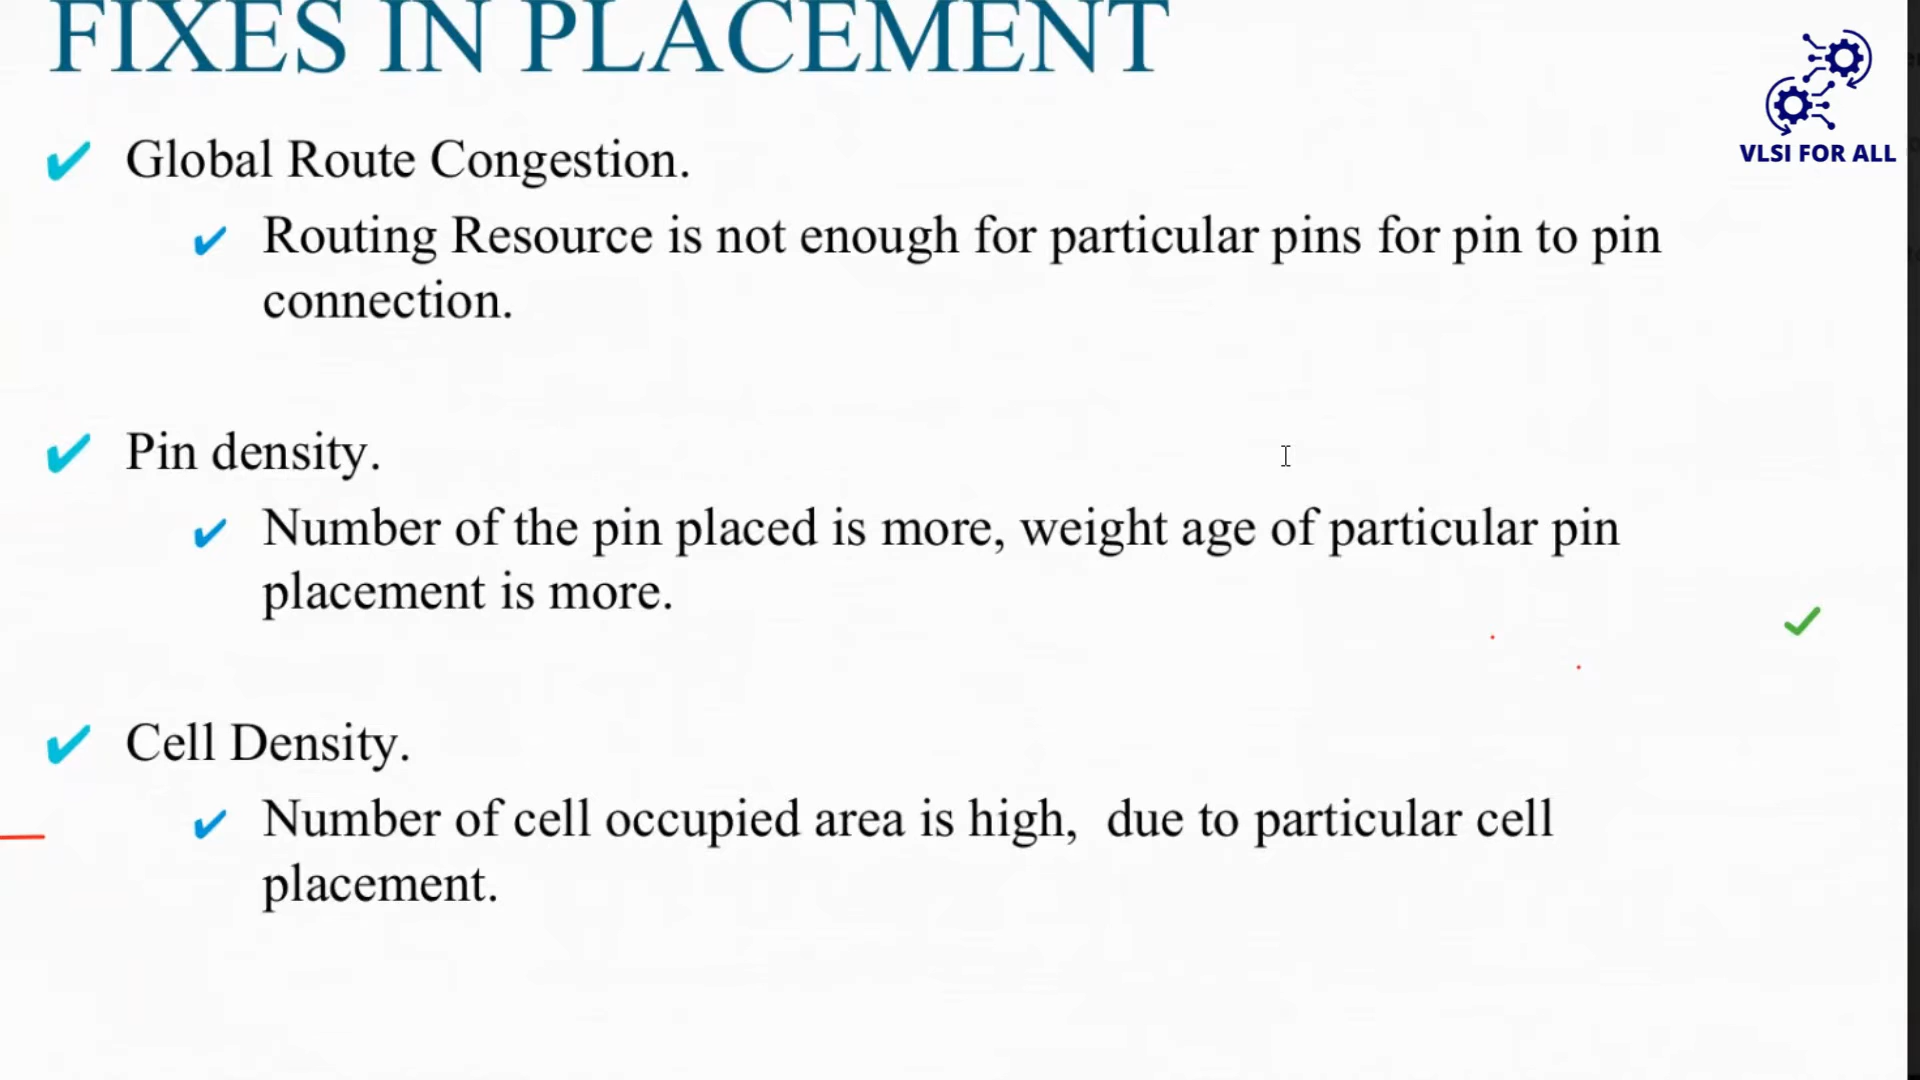 FIXES IN PLACEMENT
VLSI FOR ALL
Global Route Congestion.
Routing Resource is not enough for particular pins for pin to pin
connection.
Pin density.
Number of the pin placed is more, weight age of particular pin
placement is more.
Cell Density.
Number of cell occupied area is high,  due to particular cell
placement.